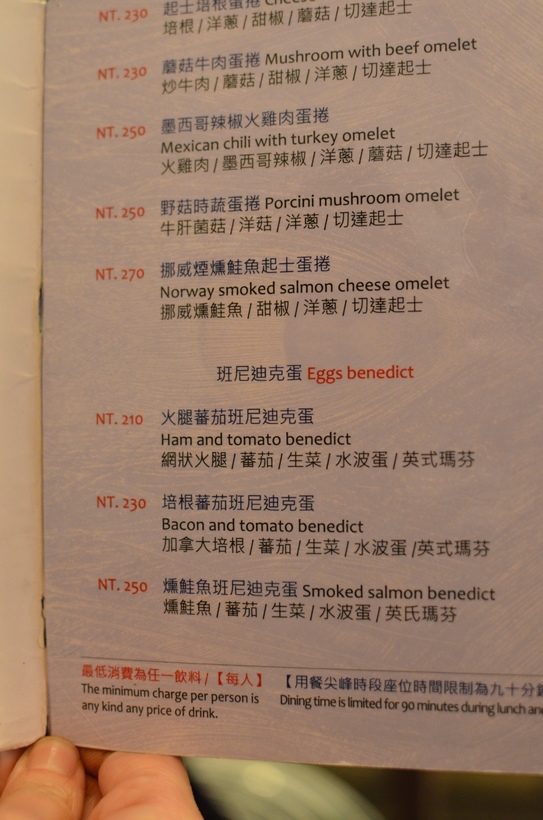 NT. 230 起士培根蛋捲 Cheese
培根 / 洋蔥 / 甜椒 / 蘑菇 / 切達起士
NT. 230 蘑菇牛肉蛋捲 Mushroom with beef omelet
炒牛肉 / 蘑菇 / 甜椒 / 洋蔥 / 切達起士
NT. 250 墨西哥辣椒火雞肉蛋捲
Mexican chili with turkey omelet
火雞肉 / 墨西哥辣椒 / 洋蔥 / 蘑菇 / 切達起士
NT. 250 野菇時蔬蛋捲 Porcini mushroom omelet
牛肝菌菇 / 洋菇 / 洋蔥 / 切達起士
NT. 270 挪威煙燻鮭魚起士蛋捲
Norway smoked salmon cheese omelet
挪威燻鮭魚 / 甜椒 / 洋蔥 / 切達起士
班尼迪克蛋 Eggs benedict
NT. 210 火腿蕃茄班尼迪克蛋
Ham and tomato benedict
網狀火腿 / 蕃茄 / 生菜 / 水波蛋 / 英式瑪芬
NT. 230 培根蕃茄班尼迪克蛋
Bacon and tomato benedict
加拿大培根 / 蕃茄 / 生菜 / 水波蛋 /英式瑪芬
NT. 250 燻鮭魚班尼迪克蛋 Smoked salmon benedict
燻鮭魚 / 蕃茄 / 生菜 / 水波蛋 / 英氏瑪芬
最低消費為任一飲料 / 【每人】
The minimum charge per person is
any kind any price of drink.
【用餐尖峰時段座位時間限制為九十分
Dining time is limited for 90 minutes during lunch and